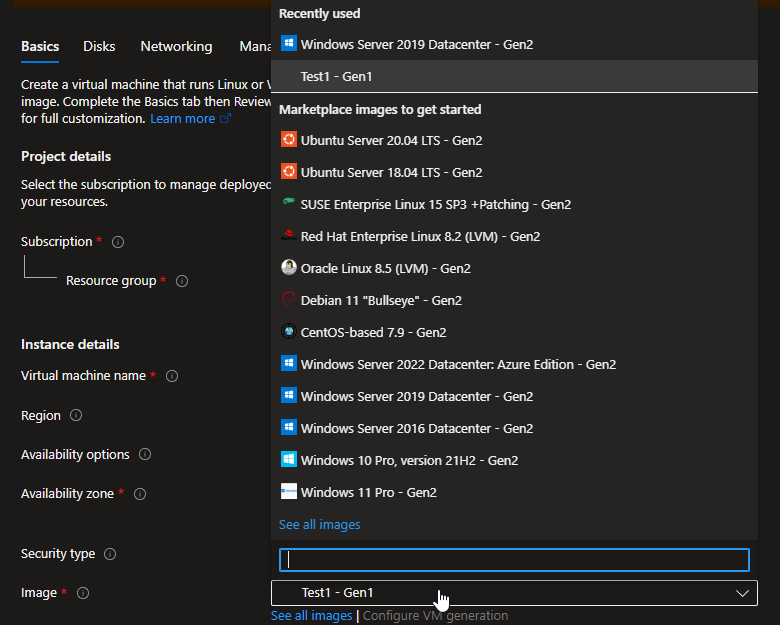 Basics Disks Networking Mana
Create a virtual machine that runs Linux or V
image. Complete the Basics tab then Review
for full customization. Learn more
Project details
Select the subscription to manage deployed
your resources.
Subscription *
Resource group *
Instance details
Virtual machine name *
Region
Availability options
Availability zone *
Security type
Image *
Recently used
Windows Server 2019 Datacenter - Gen2
Test1 - Gen1
Marketplace images to get started
Ubuntu Server 20.04 LTS - Gen2
Ubuntu Server 18.04 LTS - Gen2
SUSE Enterprise Linux 15 SP3 +Patching - Gen2
Red Hat Enterprise Linux 8.2 (LVM) - Gen2
Oracle Linux 8.5 (LVM) - Gen2
Debian 11 "Bullseye" - Gen2
CentOS-based 7.9 - Gen2
Windows Server 2022 Datacenter: Azure Edition - Gen2
Windows Server 2019 Datacenter - Gen2
Windows Server 2016 Datacenter - Gen2
Windows 10 Pro, version 21H2 - Gen2
Windows 11 Pro - Gen2
See all images
Test1 - Gen1
See all images | Configure VM generation